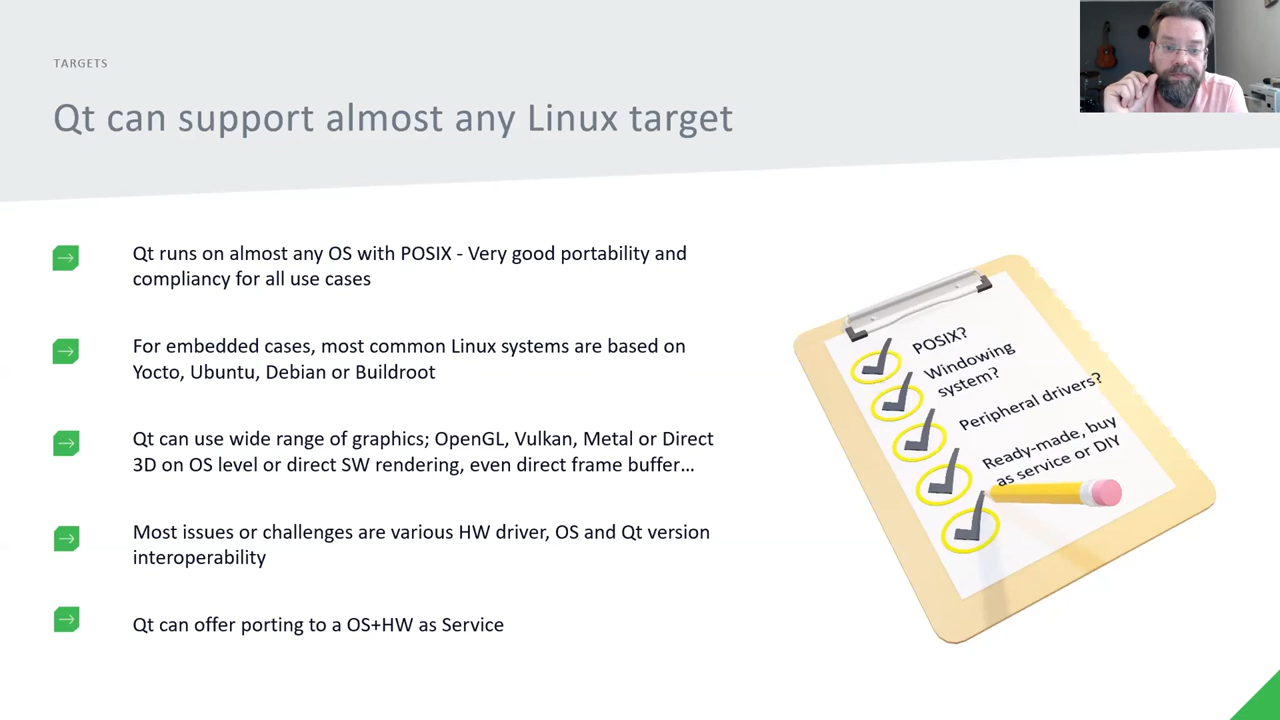 TARGETS
Qt can support almost any Linux target
Qt runs on almost any OS with POSIX - Very good portability and
compliancy for all use cases
For embedded cases, most common Linux systems are based on
Yocto, Ubuntu, Debian or Buildroot
Qt can use wide range of graphics; OpenGL, Vulkan, Metal or Direct
3D on OS level or direct SW rendering, even direct frame buffer…
Most issues or challenges are various HW driver, OS and Qt version
interoperability
Qt can offer porting to a OS+HW as Service
POSIX?
Windowing
system?
Peripheral drivers?
Ready-made, buy
as service or DIY